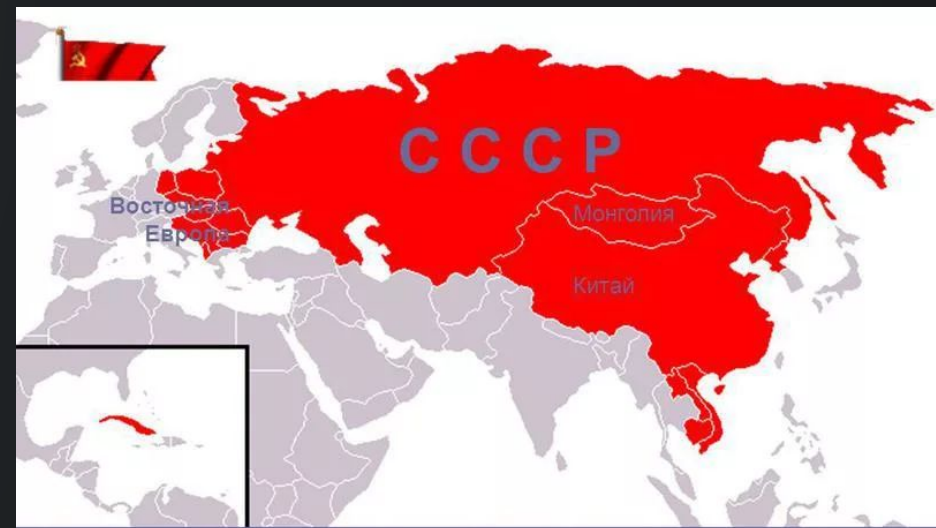 СССР
Восточная
Европа
Монголия
Китай